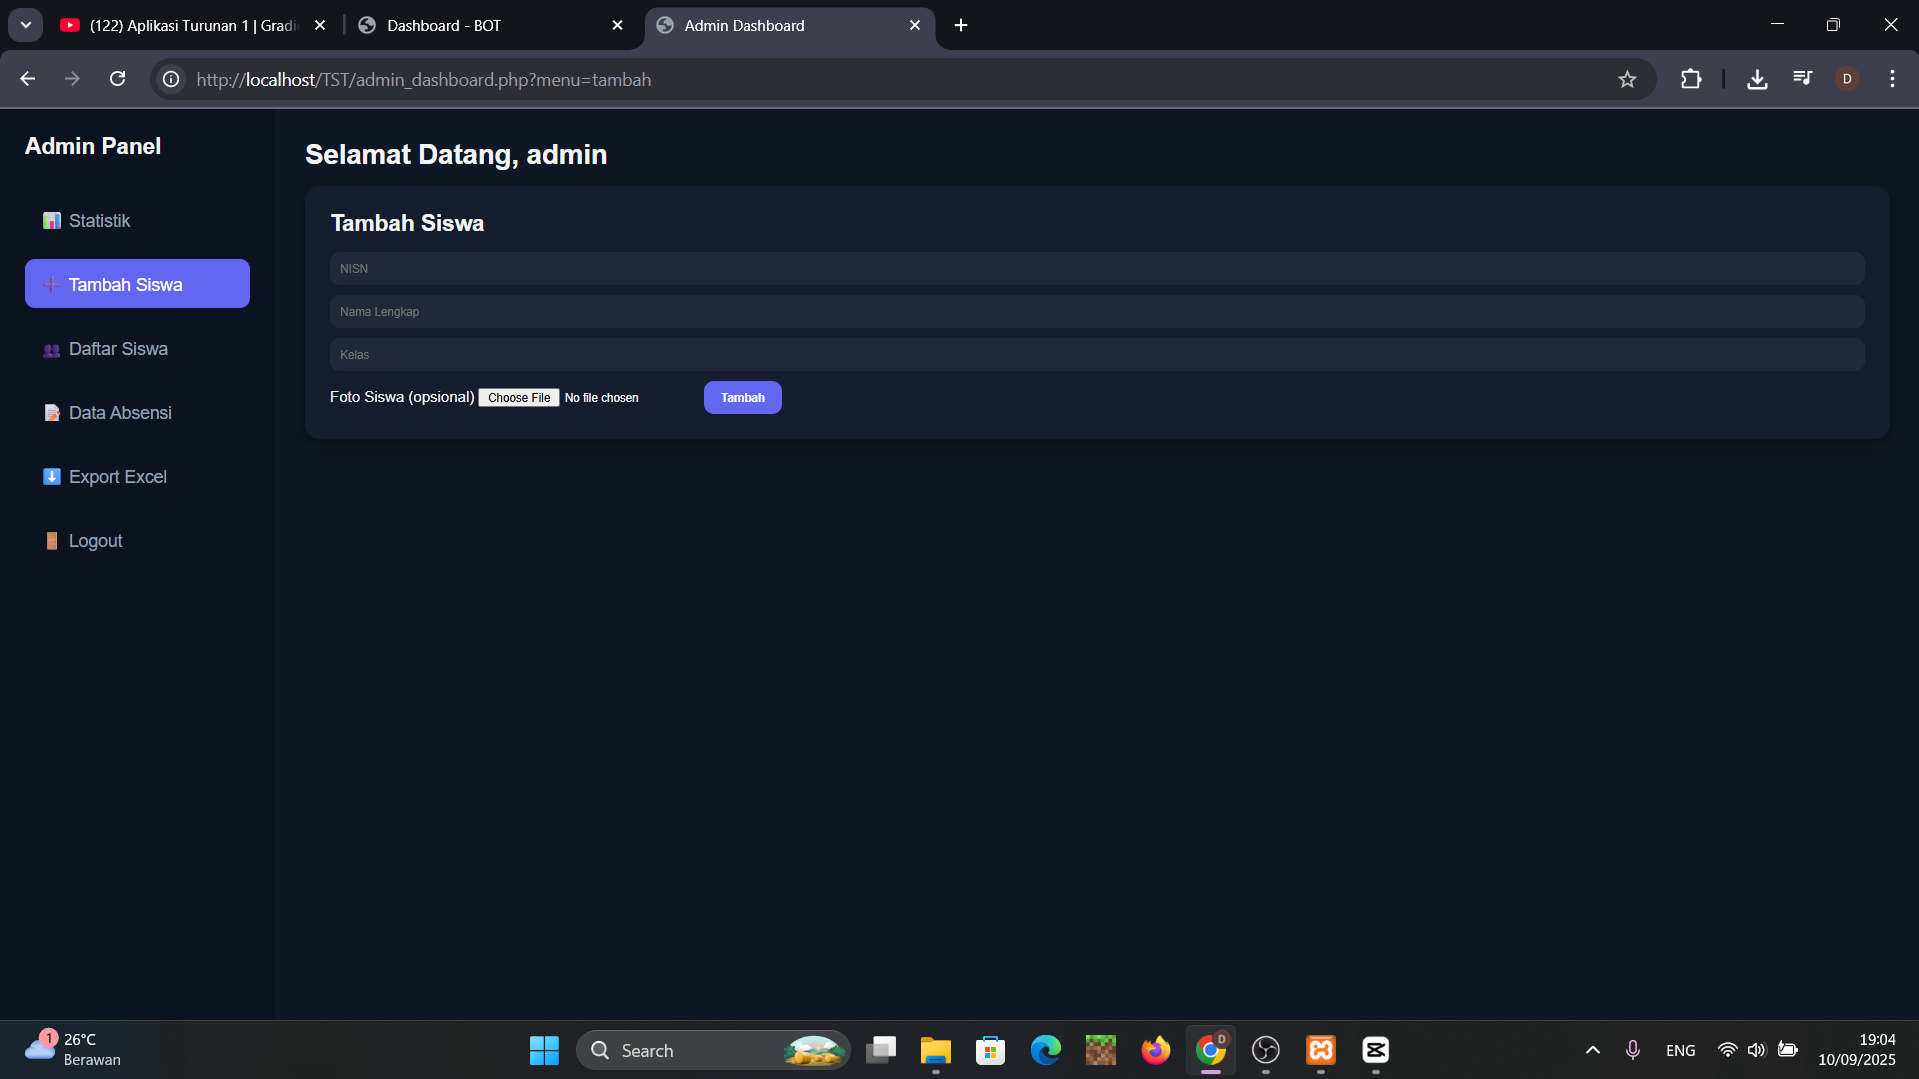 (122) Aplikasi Turunan 1 | Gradi
Dashboard - BOT
Admin Dashboard
http://localhost/TST/admin_dashboard.php?menu=tambah
D
Admin Panel
Statistik
Tambah Siswa
Daftar Siswa
Data Absensi
Export Excel
Logout
Selamat Datang, admin
Tambah Siswa
NISN
Nama Lengkap
Kelas
Foto Siswa (opsional) Choose File No file chosen
Tambah
1
26°C
Berawan
Search
D
ENG
19:04
10/09/2025